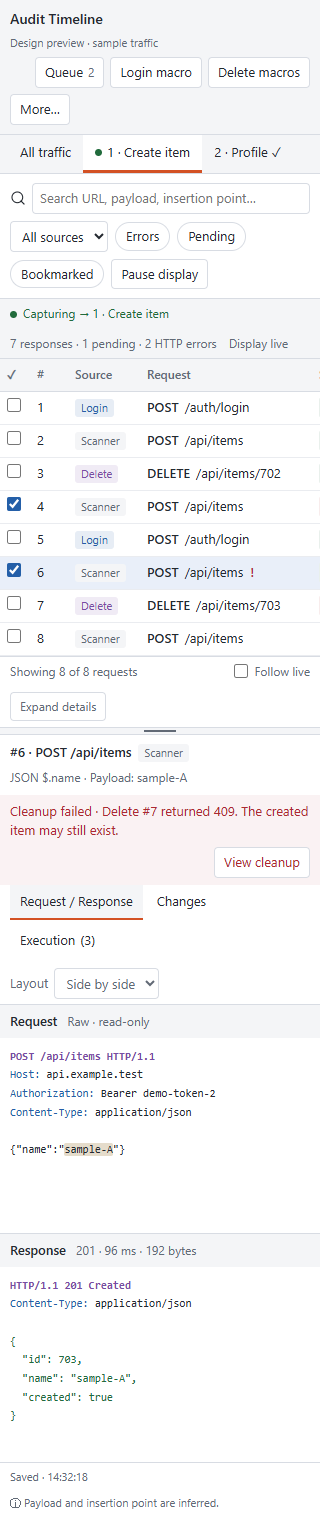 Audit Timeline
Design preview · sample traffic
Queue 2 Login macro Delete macros
More...
All traffic 1 · Create item 2 · Profile ✓
Search URL, payload, insertion point...
All sources Errors Pending
Bookmarked Pause display
Capturing → 1 · Create item
7 responses · 1 pending · 2 HTTP errors Display live
✓ # Source Request
1 Login POST /auth/login
2 Scanner POST /api/items
3 Delete DELETE /api/items/702
4 Scanner POST /api/items
5 Login POST /auth/login
6 Scanner POST /api/items !
7 Delete DELETE /api/items/703
8 Scanner POST /api/items
Showing 8 of 8 requests Follow live
Expand details
#6 · POST /api/items Scanner
JSON $.name · Payload: sample-A
Cleanup failed · Delete #7 returned 409. The created
item may still exist.
View cleanup
Request / Response Changes
Execution (3)
Layout Side by side
Request Raw · read-only
POST /api/items HTTP/1.1
Host: api.example.test
Authorization: Bearer demo-token-2
Content-Type: application/json
{"name":"sample-A"}
Response 201 · 96 ms · 192 bytes
HTTP/1.1 201 Created
Content-Type: application/json
{
"id": 703,
"name": "sample-A",
"created": true
}
Saved · 14:32:18
ⓘ Payload and insertion point are inferred.